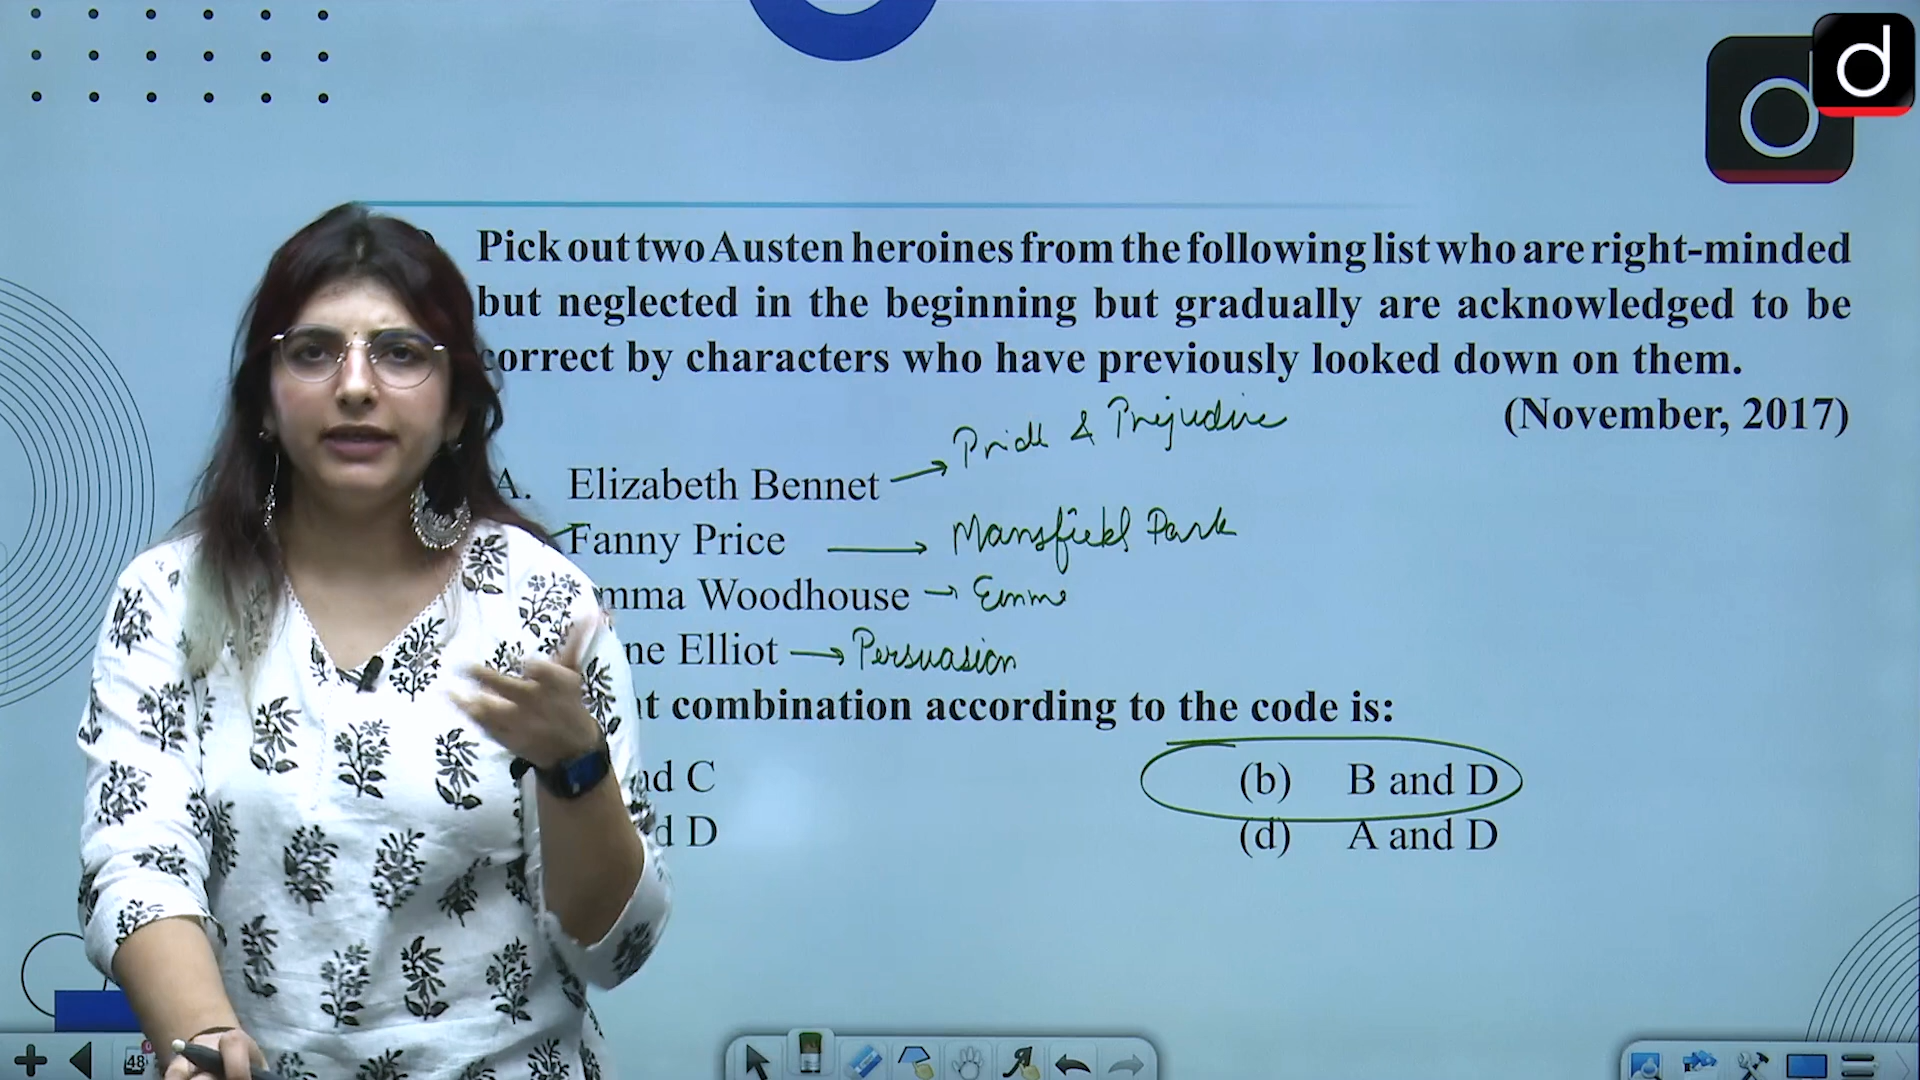 d
Pick out two Austen heroines from the following list who are right-minded
but neglected in the beginning but gradually are acknowledged to be
correct by characters who have previously looked down on them.
(November, 2017)
A. Elizabeth Bennet → Pride & Prejudice
Fanny Price → Mansfield Park
mma Woodhouse → Emma
ne Elliot → Persuasion
combination according to the code is:
nd C (b) B and D
d D (d) A and D
48